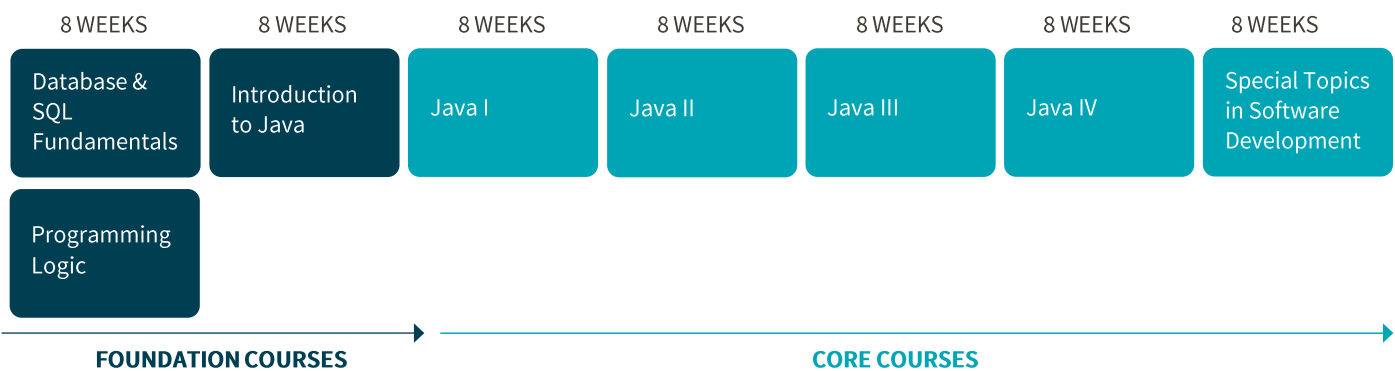 8 WEEKS
8 WEEKS
8 WEEKS
8 WEEKS
8 WEEKS
8 WEEKS
8 WEEKS
Database &
SQL
Fundamentals
Introduction
to Java
Java I
Java II
Java III
Java IV
Special Topics
in Software
Development
Programming
Logic
FOUNDATION COURSES
CORE COURSES